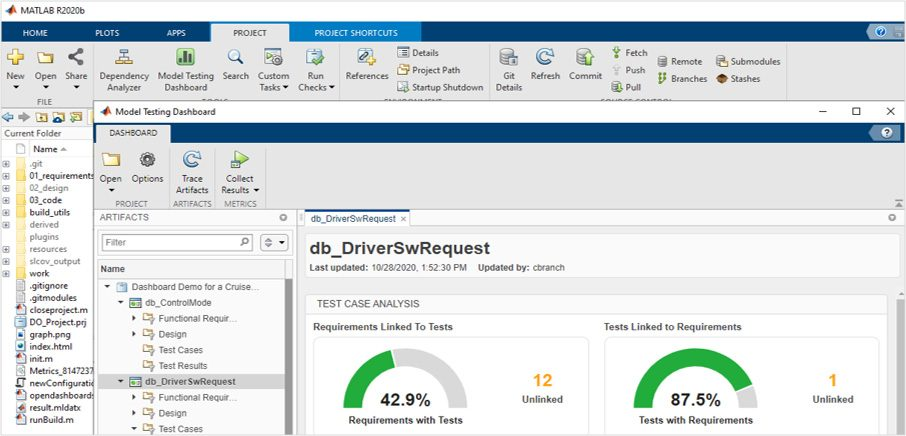 MATLAB R2020b
HOME PLOTS APPS PROJECT PROJECT SHORTCUTS
New Open Share Dependency Analyzer Model Testing Dashboard Search Custom Tasks Run Checks References Details Project Path Startup Shutdown Git Details Refresh Commit Fetch Push Pull Remote Branches Submodules Stashes
FILE TOOLS ENVIRONMENT SOURCE CONTROL
Current Folder
Name
.git
01_requirements
02_design
03_code
build_utils
derived
plugins
resources
slcov_output
work
.gitignore
.gitmodules
closeproject.m
DO_Project.prj
graph.png
index.html
init.m
Metrics_8147237
newConfiguration
opendashboards
result.mldatx
runBuild.m
Model Testing Dashboard
DASHBOARD
Open Options Trace Artifacts Collect Results
PROJECT ARTIFACTS METRICS
ARTIFACTS
Filter
Name
Dashboard Demo for a Cruise...
db_ControlMode
Functional Requir...
Design
Test Cases
Test Results
db_DriverSwRequest
Functional Requir...
Design
Test Cases
db_DriverSwRequest ×
db_DriverSwRequest
Last updated: 10/28/2020, 1:52:30 PM Updated by: cbranch
TEST CASE ANALYSIS
Requirements Linked To Tests
42.9%
Requirements with Tests
12
Unlinked
Tests Linked to Requirements
87.5%
Tests with Requirements
1
Unlinked